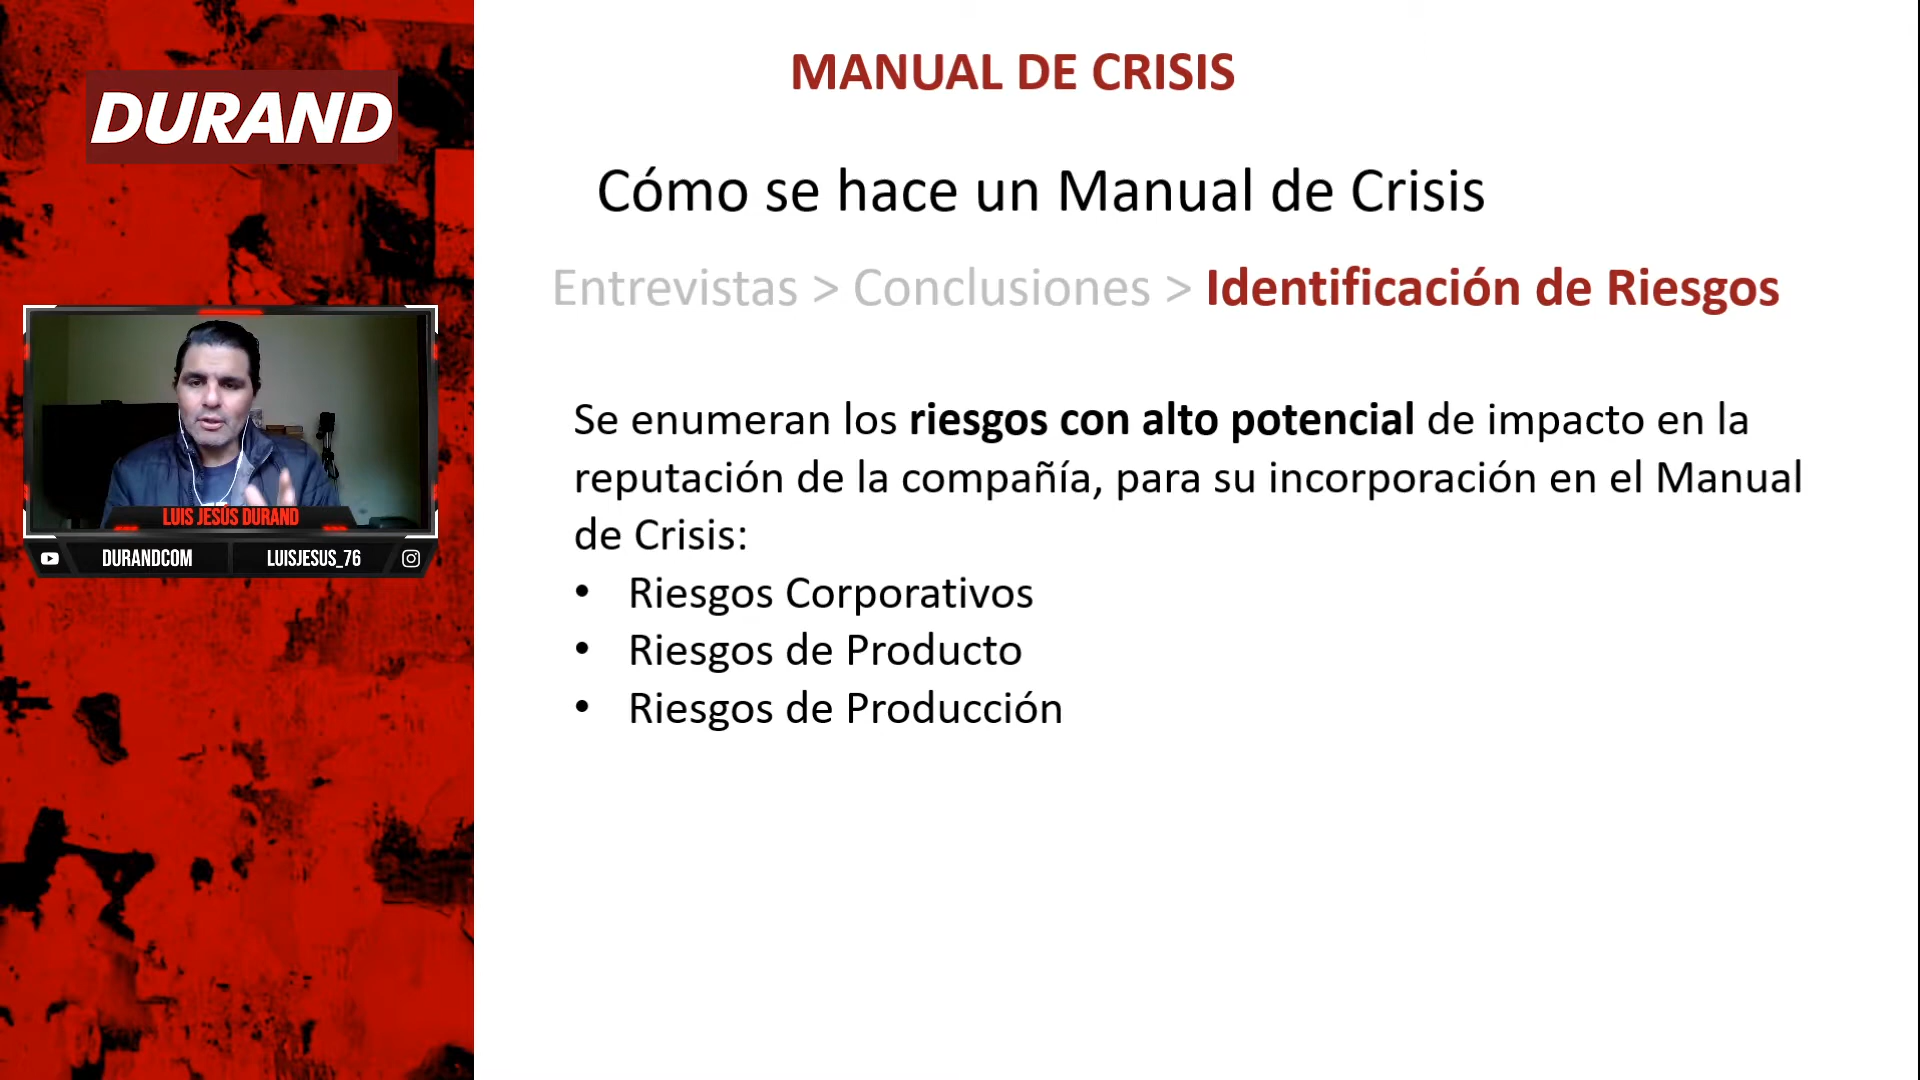 DURAND
LUIS JESÚS DURAND
DURANDCOM
LUISJESUS_76
MANUAL DE CRISIS
Cómo se hace un Manual de Crisis
Entrevistas > Conclusiones > Identificación de Riesgos
Se enumeran los riesgos con alto potencial de impacto en la
reputación de la compañía, para su incorporación en el Manual
de Crisis:
• Riesgos Corporativos
• Riesgos de Producto
• Riesgos de Producción